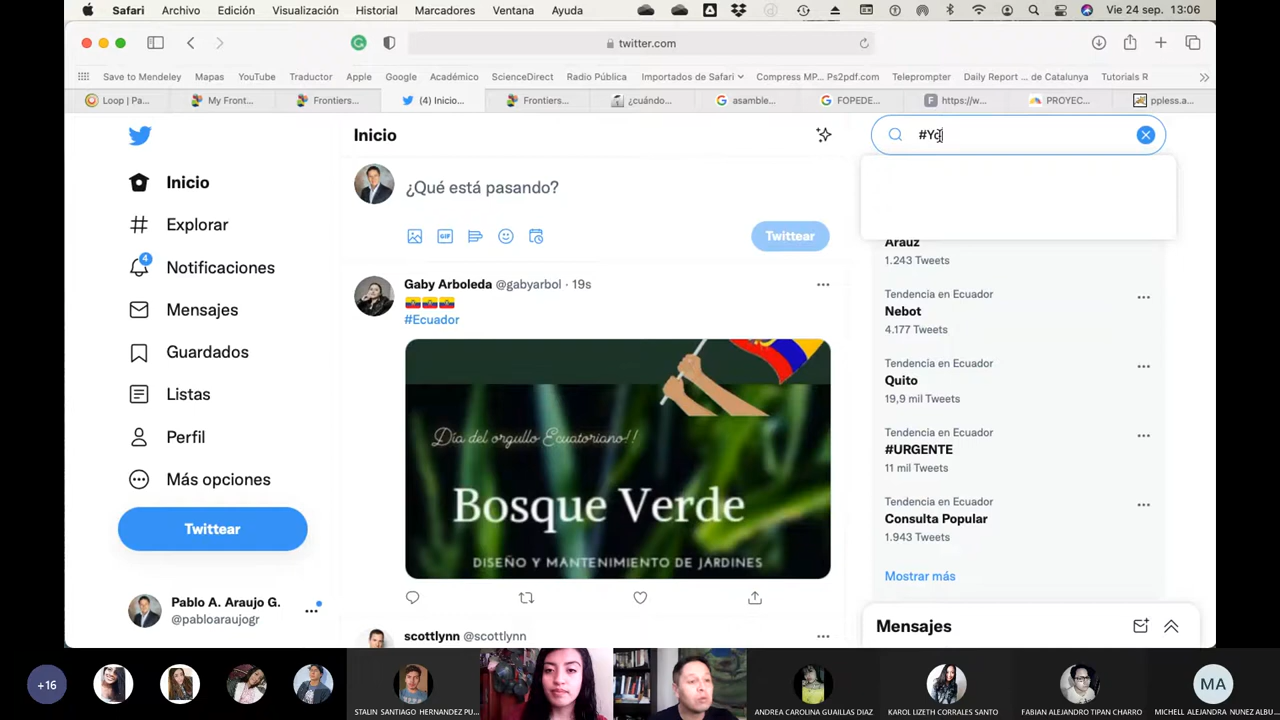 Safari Archivo Edición Visualización Historial Marcadores Ventana Ayuda Vie 24 sep. 13:06
twitter.com
Save to Mendeley Mapas YouTube Traductor Apple Google Académico ScienceDirect Radio Pública Importados de Safari Compress MP... Ps2pdf.com Teleprompter Daily Report ... de Catalunya Tutorials R
Loop | Pa... My Front... Frontiers... (4) Inicio... Frontiers... ¿cuándo... asamble... FOPEDE... https://w... PROYEC... ppless.a...
Inicio
#Yo
Inicio
Explorar
4
Notificaciones
Mensajes
Guardados
Listas
Perfil
Más opciones
Twittear
Pablo A. Araujo G.
@pabloaraujogr
¿Qué está pasando?
GIF
Twittear
Gaby Arboleda @gabyarbol · 19s
#Ecuador
Dia del orgullo Ecuatoriano!!
Bosque Verde
DISEÑO Y MANTENIMIENTO DE JARDINES
scottlynn @scottlynn
Arauz
1.243 Tweets
Tendencia en Ecuador
Nebot
4.177 Tweets
Tendencia en Ecuador
Quito
19,9 mil Tweets
Tendencia en Ecuador
#URGENTE
11 mil Tweets
Tendencia en Ecuador
Consulta Popular
1.943 Tweets
Mostrar más
Mensajes
+16
STALIN SANTIAGO HERNANDEZ PU...
ANDREA CAROLINA GUAILLAS DIAZ
KAROL LIZETH CORRALES SANTO
FABIAN ALEJANDRO TIPAN CHARRO
MA
MICHELL ALEJANDRA NUNEZ ALBU...